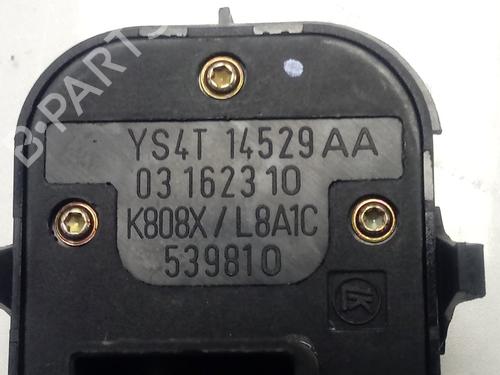 YS4T 14529 AA
03 1623 10
K808X/L8A1C
539810
B-PARTS